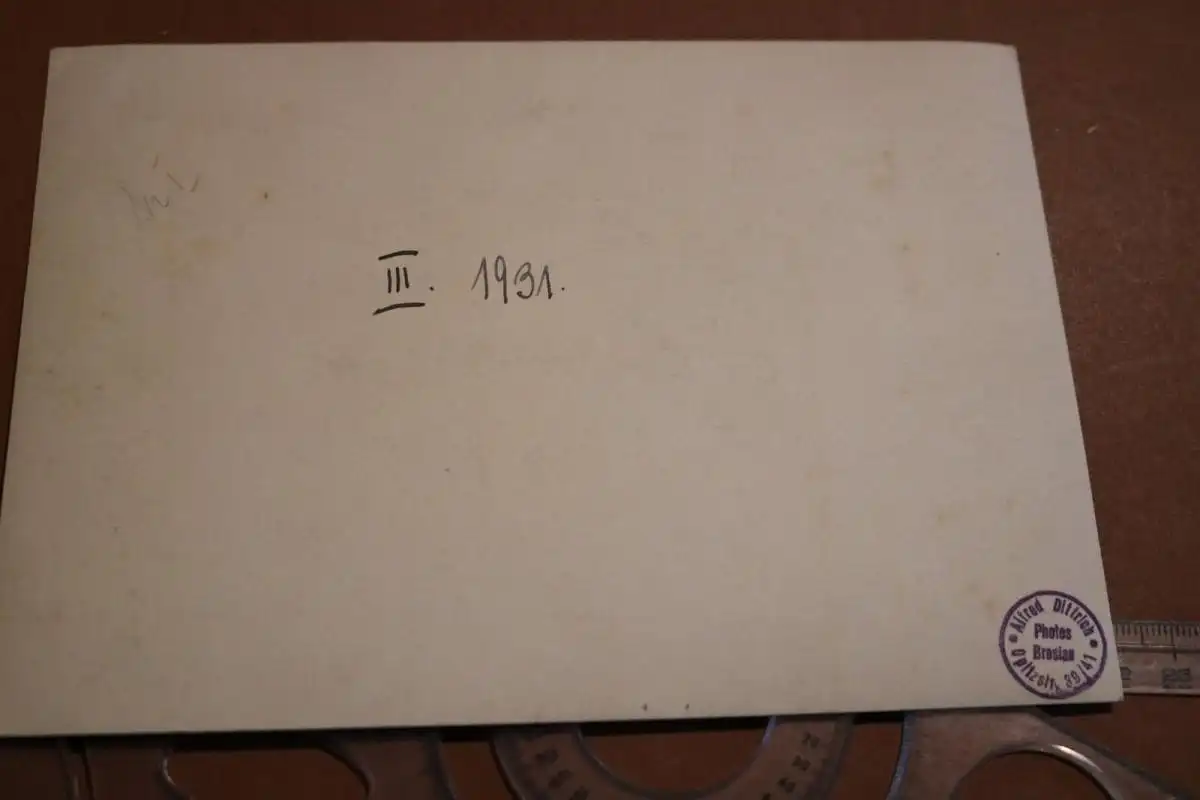 III. 1931.
Alfred Dittrich
Photos
Breslau
Opitzstr. 39/41